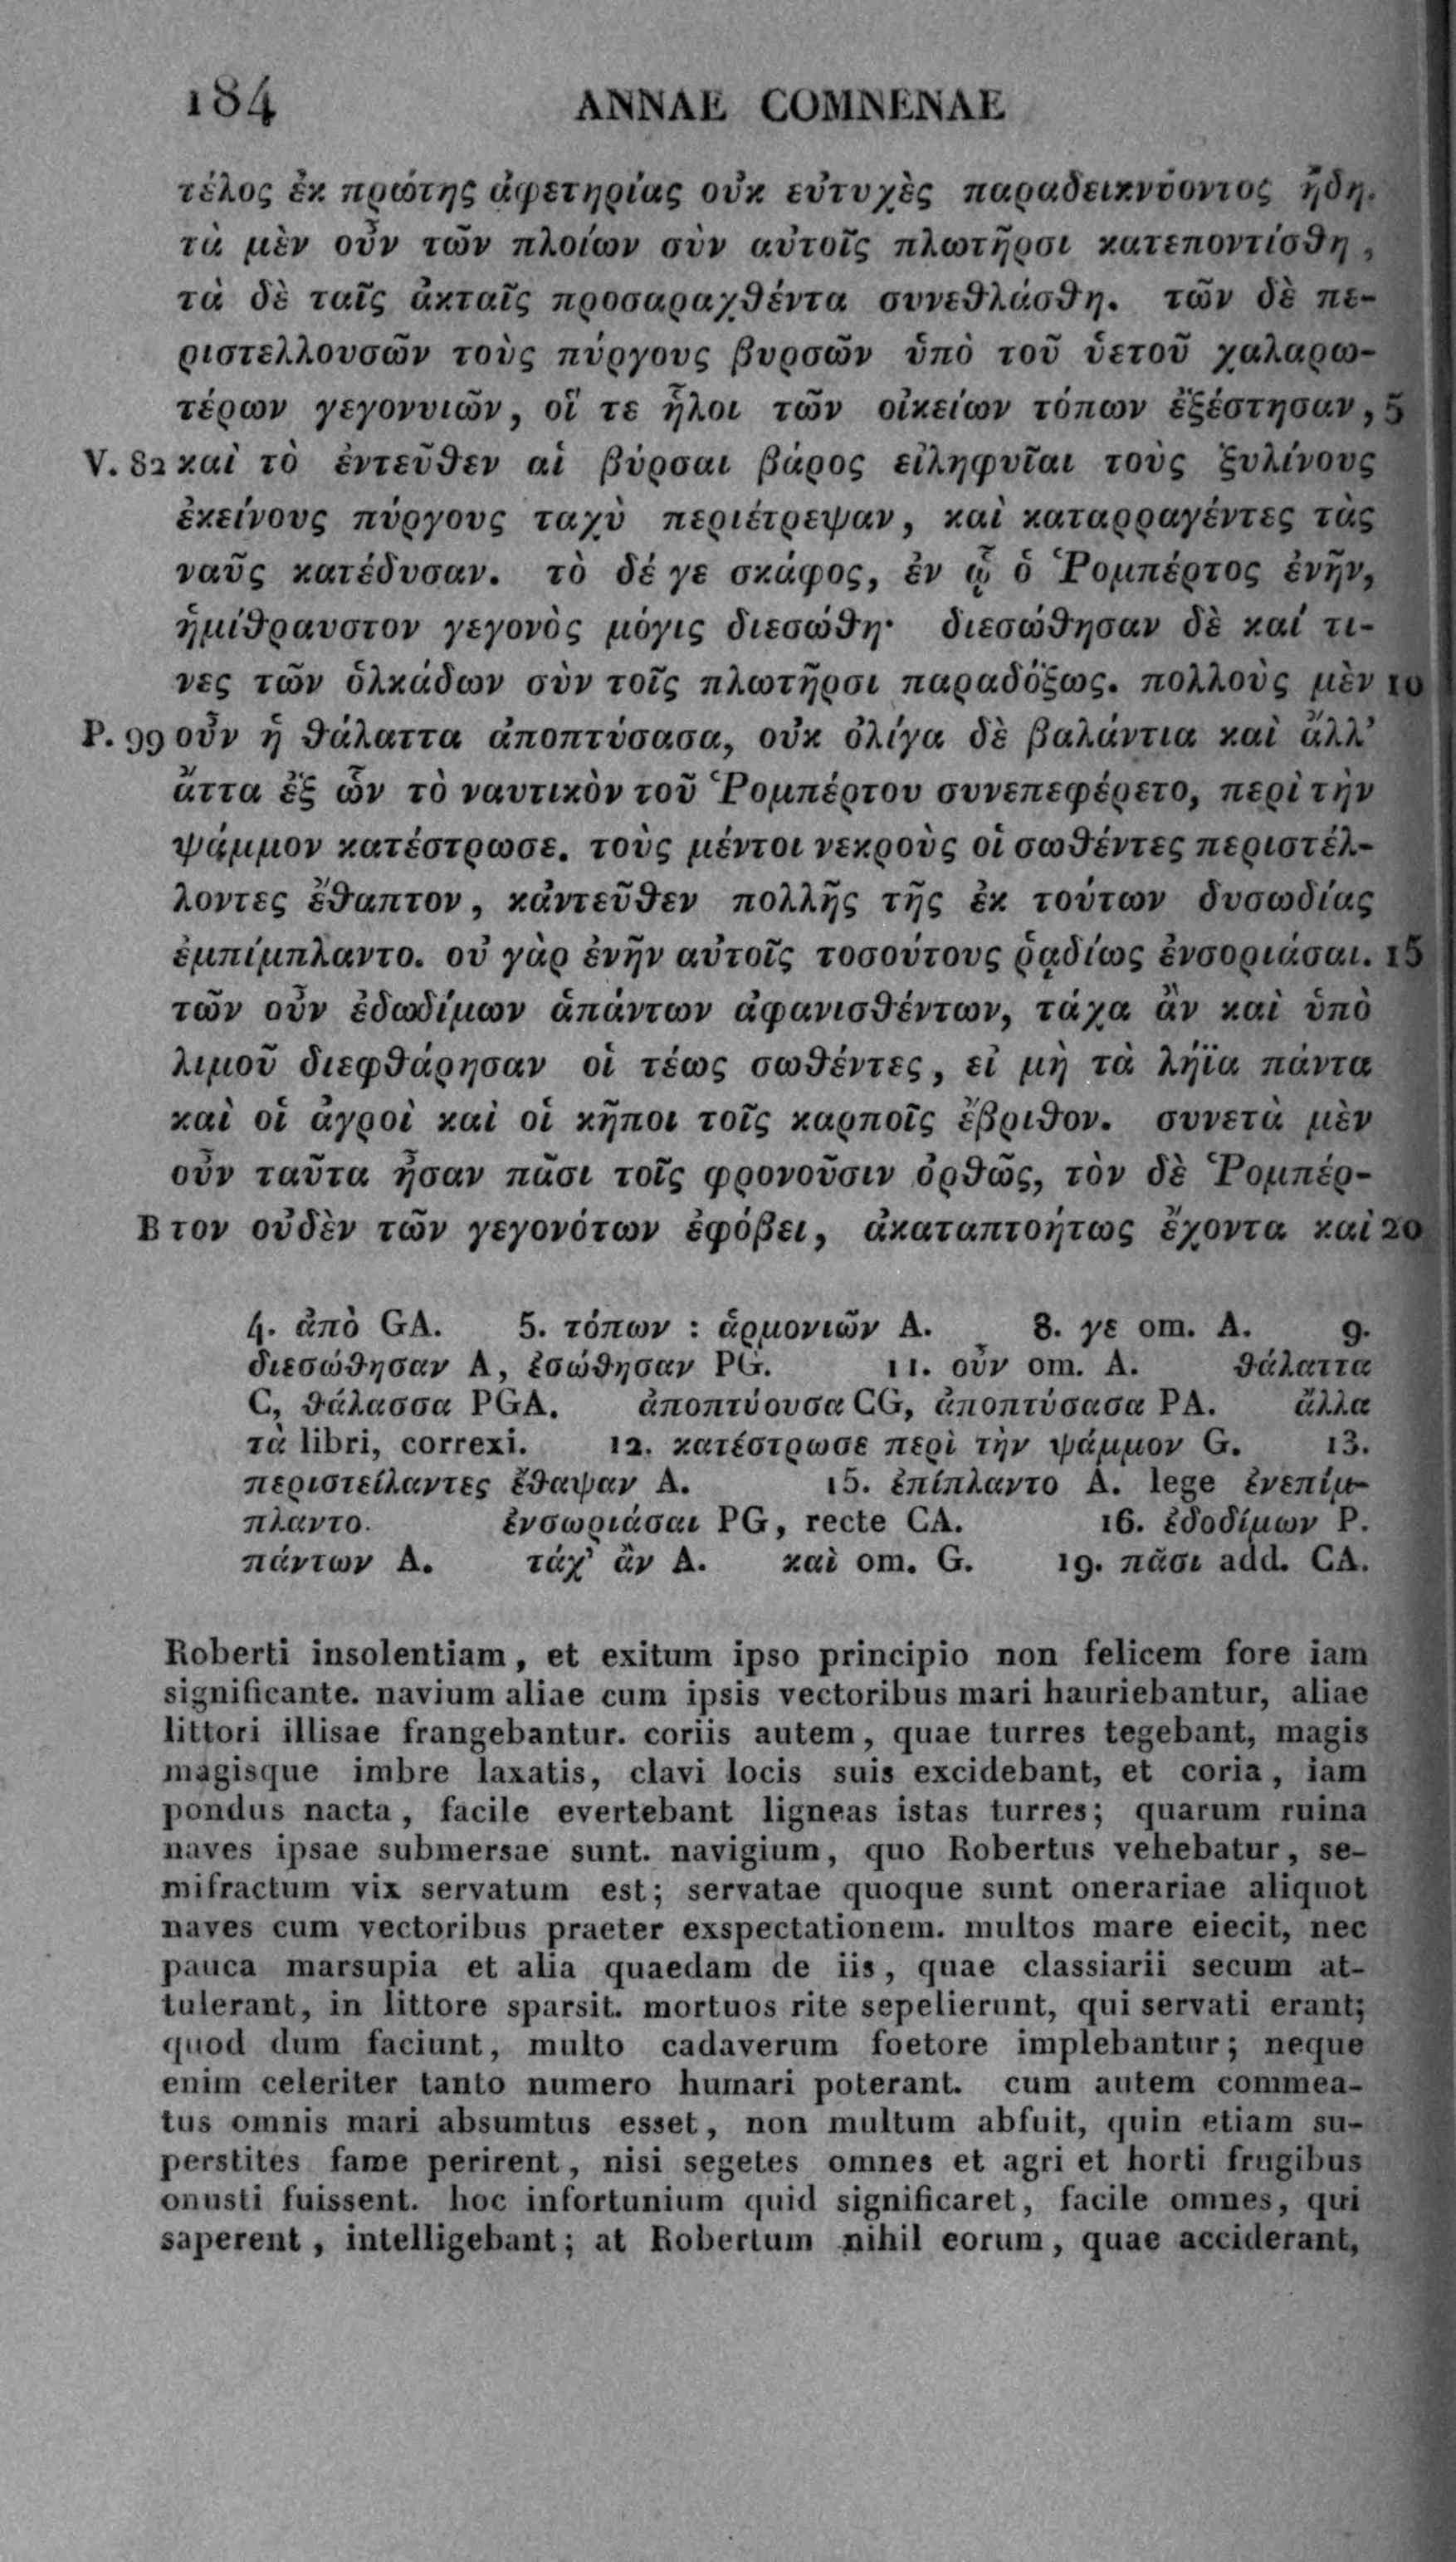 184 ANNAE COMNENAE
τέλος ἐκ πρώτης ἀφετηρίας οὐκ εὐτυχὲς παραδεικνύοντος ἤδη.
τὰ μὲν οὖν τῶν πλοίων σὺν αὐτοῖς πλωτῆρσι κατεποντίσθη,
τὰ δὲ ταῖς ἀκταῖς προσαραχθέντα συνεθλάσθη. τῶν δὲ πε-
ριστελλουσῶν τοὺς πύργους βυρσῶν ὑπὸ τοῦ ὑετοῦ χαλαρω-
τέρων γεγονυιῶν, οἵ τε ἧλοι τῶν οἰκείων τόπων ἐξέστησαν, 5
V. 82 καὶ τὸ ἐντεῦθεν αἱ βύρσαι βάρος εἰληφυῖαι τοὺς ξυλίνους
ἐκείνους πύργους ταχὺ περιέτρεψαν, καὶ καταρραγέντες τὰς
ναῦς κατέδυσαν. τὸ δέ γε σκάφος, ἐν ᾧ ὁ Ῥομπέρτος ἐνῆν,
ἡμίθραυστον γεγονὸς μόγις διεσώθη· διεσώθησαν δὲ καί τι-
νες τῶν ὁλκάδων σὺν τοῖς πλωτῆρσι παραδόξως. πολλοὺς μὲν 10
P. 99 οὖν ἡ θάλαττα ἀποπτύσασα, οὐκ ὀλίγα δὲ βαλάντια καὶ ἄλλ’
ἄττα ἐξ ὧν τὸ ναυτικὸν τοῦ Ῥομπέρτου συνεπεφέρετο, περὶ τὴν
ψάμμον κατέστρωσε. τοὺς μέντοι νεκροὺς οἱ σωθέντες περιστέλ-
λοντες ἔθαπτον, κἀντεῦθεν πολλῆς τῆς ἐκ τούτων δυσωδίας
ἐμπίμπλαντο. οὐ γὰρ ἐνῆν αὐτοῖς τοσούτους ῥᾳδίως ἐνσοριάσαι. 15
τῶν οὖν ἐδωδίμων ἁπάντων ἀφανισθέντων, τάχα ἂν καὶ ὑπὸ
λιμοῦ διεφθάρησαν οἱ τέως σωθέντες, εἰ μὴ τὰ λήϊα πάντα
καὶ οἱ ἀγροὶ καὶ οἱ κῆποι τοῖς καρποῖς ἔβριθον. συνετὰ μὲν
οὖν ταῦτα ἦσαν πᾶσι τοῖς φρονοῦσιν ὀρθῶς, τὸν δὲ Ῥομπέρ-
B τον οὐδὲν τῶν γεγονότων ἐφόβει, ἀκαταπτοήτως ἔχοντα καὶ 20
4. ἀπὸ GA. 5. τόπων : ἁρμονιῶν A. 8. γε om. A. 9.
διεσώθησαν A, ἐσώθησαν PG. 11. οὖν om. A. θάλαττα
C, θάλασσα PGA. ἀποπτύουσα CG, ἀποπτύσασα PA. ἄλλα
τὰ libri, correxi. 12. κατέστρωσε περὶ τὴν ψάμμον G. 13.
περιστείλαντες ἔθαψαν A. 15. ἐπίπλαντο A. lege ἐνεπίμ-
πλαντο. ἐνσωριάσαι PG, recte CA. 16. ἐδοδίμων P.
πάντων A. τάχ’ ἂν A. καὶ om. G. 19. πᾶσι add. CA.
Roberti insolentiam, et exitum ipso principio non felicem fore iam
significante. navium aliae cum ipsis vectoribus mari hauriebantur, aliae
littori illisae frangebantur. coriis autem, quae turres tegebant, magis
magisque imbre laxatis, clavi locis suis excidebant, et coria, iam
pondus nacta, facile evertebant ligneas istas turres; quarum ruina
naves ipsae submersae sunt. navigium, quo Robertus vehebatur, se-
mifractum vix servatum est; servatae quoque sunt onerariae aliquot
naves cum vectoribus praeter exspectationem. multos mare eiecit, nec
pauca marsupia et alia quaedam de iis, quae classiarii secum at-
tulerant, in littore sparsit. mortuos rite sepelierunt, qui servati erant;
quod dum faciunt, multo cadaverum foetore implebantur; neque
enim celeriter tanto numero humari poterant. cum autem commea-
tus omnis mari absumtus esset, non multum abfuit, quin etiam su-
perstites fame perirent, nisi segetes omnes et agri et horti frugibus
onusti fuissent. hoc infortunium quid significaret, facile omnes, qui
saperent, intelligebant; at Robertum nihil eorum, quae acciderant,